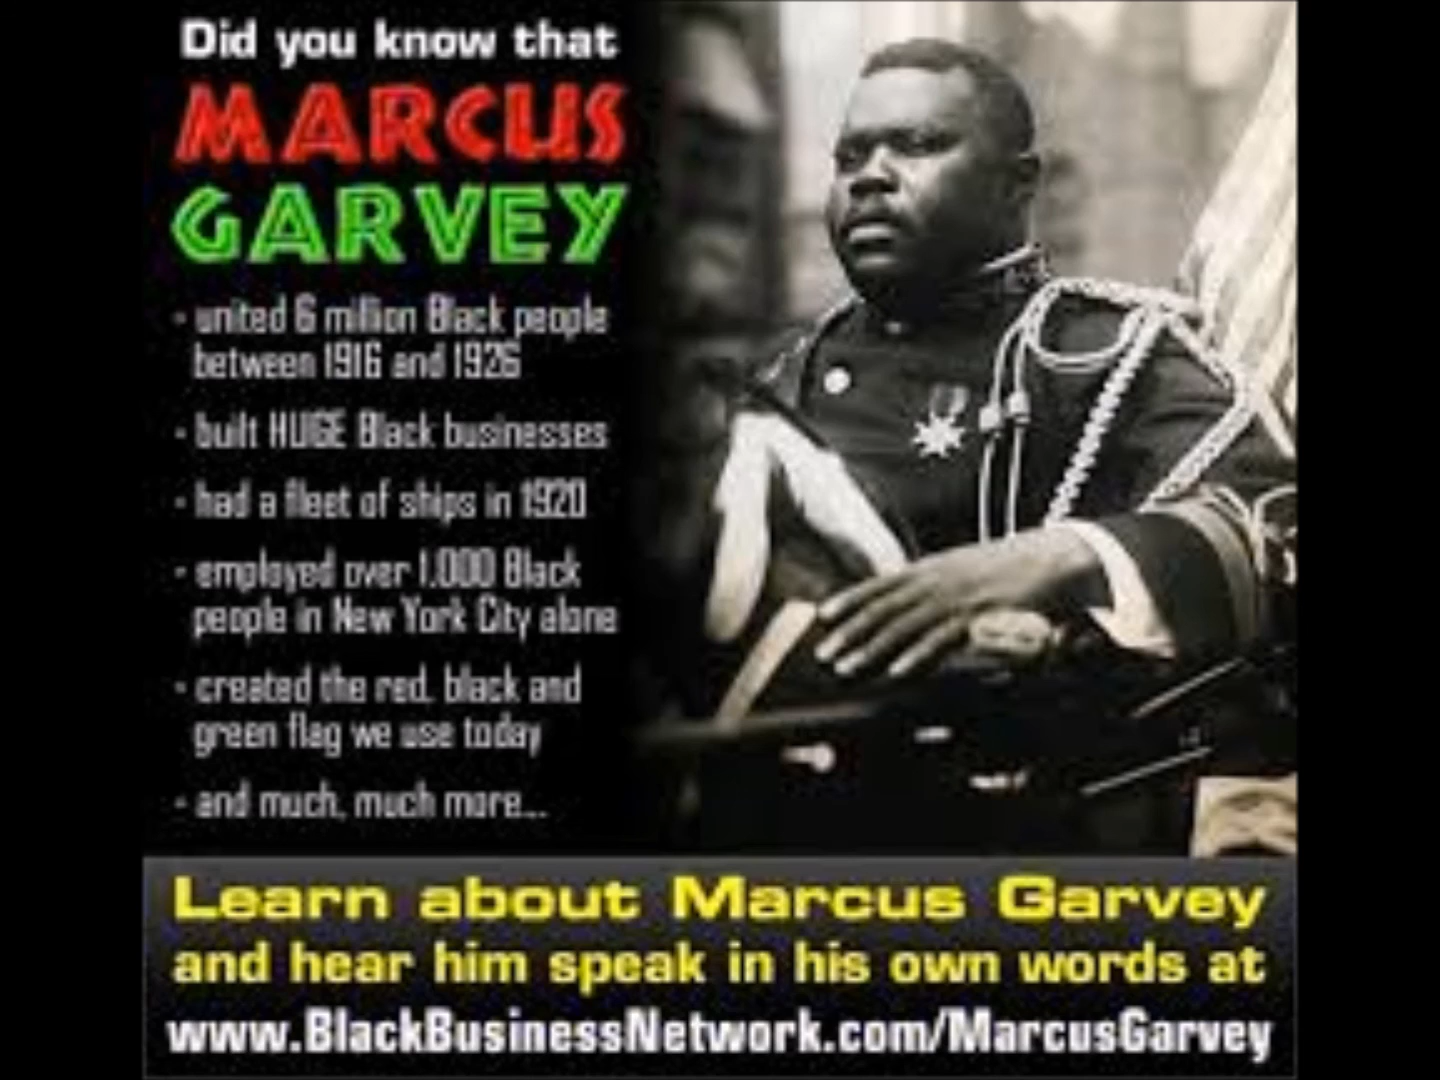 Did you know that
MARCUS
GARVEY
- united 6 million Black people
between 1916 and 1926
- built HUGE Black businesses
- had a fleet of ships in 1920
- employed over 1,000 Black
people in New York City alone
- created the red, black and
green flag we use today
- and much, much more...
Learn about Marcus Garvey
and hear him speak in his own words at
www.BlackBusinessNetwork.com/MarcusGarvey